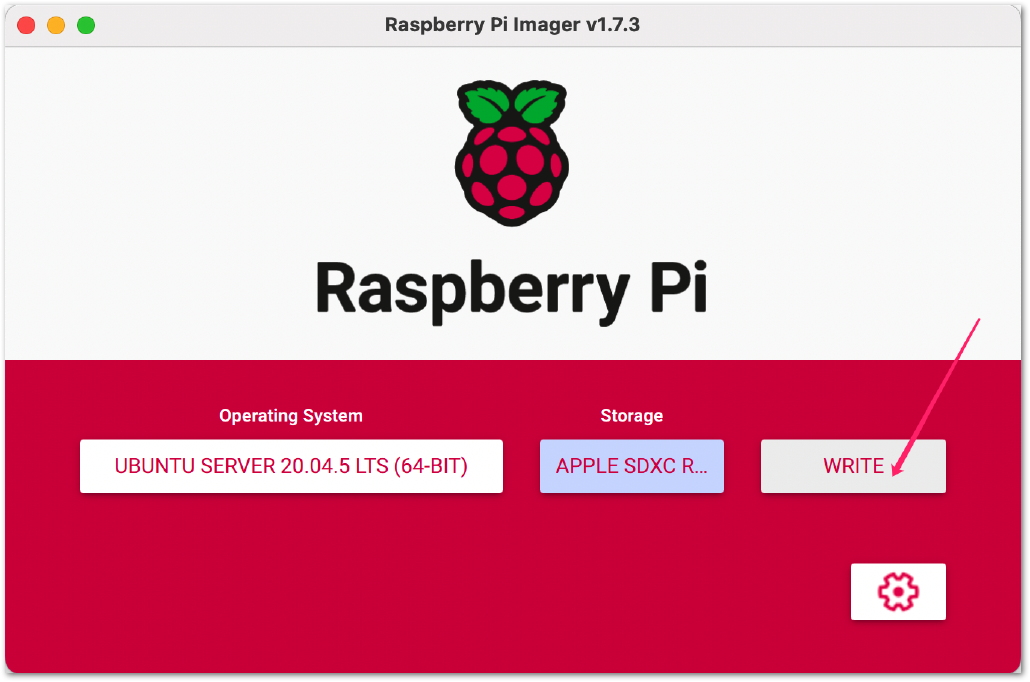 Raspberry Pi Imager v1.7.3
Raspberry Pi
Operating System
Storage
UBUNTU SERVER 20.04.5 LTS (64-BIT)
APPLE SDXC R...
WRITE